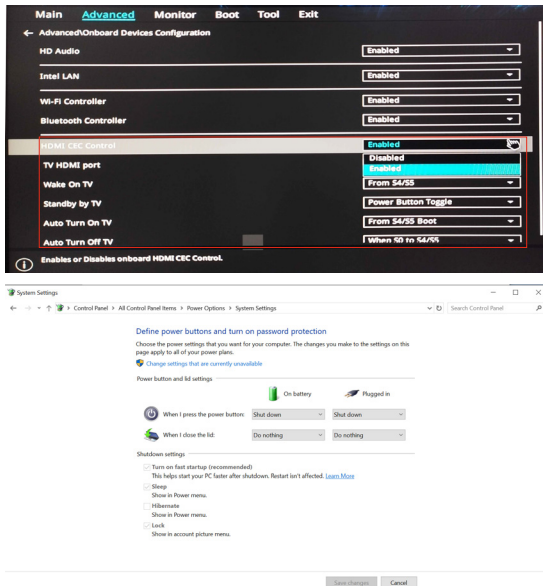 Main Advanced Monitor Boot Tool Exit
Advanced\Onboard Devices Configuration
HD Audio Enabled
Intel LAN Enabled
Wi-Fi Controller Enabled
Bluetooth Controller Enabled
HDMI CEC Control Enabled
Disabled
TV HDMI port Enabled
Wake On TV From S4/S5
Standby by TV Power Button Toggle
Auto Turn On TV From S4/S5 Boot
Auto Turn Off TV When S0 to S4/S5
Enables or Disables onboard HDMI CEC Control.
System Settings
Control Panel > All Control Panel Items > Power Options > System Settings
Search Control Panel
Define power buttons and turn on password protection
Choose the power settings that you want for your computer. The changes you make to the settings on this
page apply to all of your power plans.
Change settings that are currently unavailable
Power button and lid settings
On battery Plugged in
When I press the power button: Shut down Shut down
When I close the lid: Do nothing Do nothing
Shutdown settings
Turn on fast startup (recommended)
This helps start your PC faster after shutdown. Restart isn't affected. Learn More
Sleep
Show in Power menu.
Hibernate
Show in Power menu.
Lock
Show in account picture menu.
Save changes Cancel